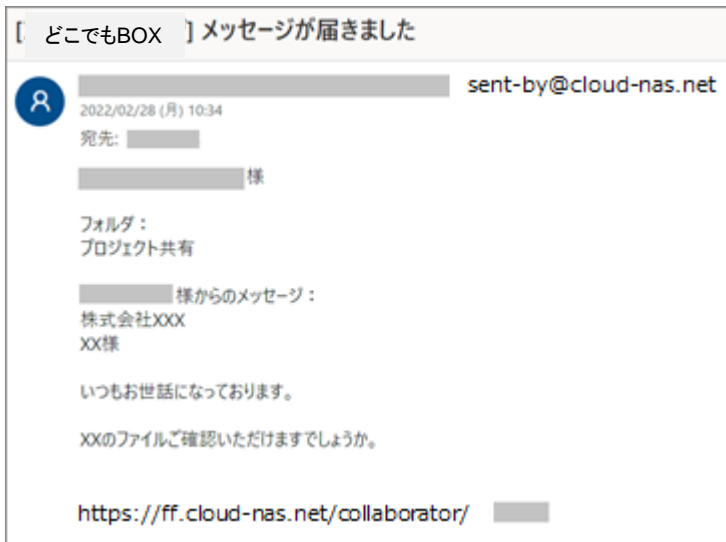 [ どこでもBOX ] メッセージが届きました
sent-by@cloud-nas.net
2022/02/28 (月) 10:34
宛先:
様
フォルダ：
プロジェクト共有
様からのメッセージ：
株式会社XXX
XX様
いつもお世話になっております。
XXのファイルご確認いただけますでしょうか。
https://ff.cloud-nas.net/collaborator/